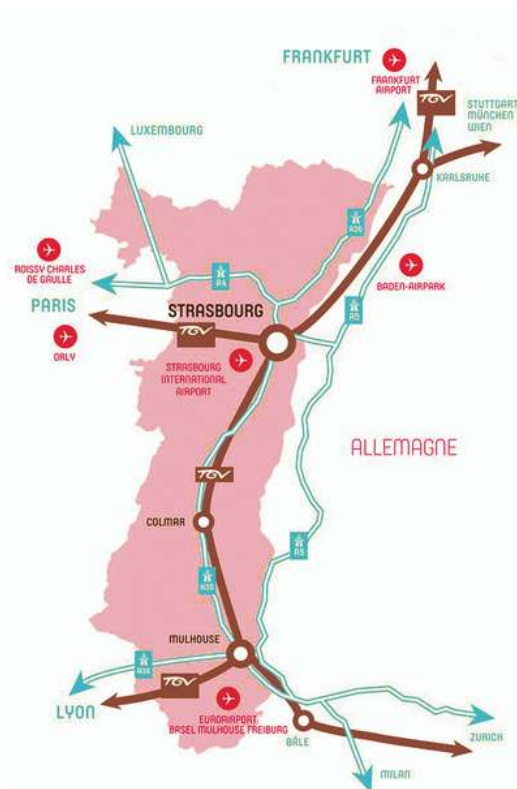 FRANKFURT
FRANKFURT
AIRPORT
TGV
STUTTGART
MÜNCHEN
WIEN
LUXEMBOURG
KARLSRUHE
A35
ROISSY CHARLES
DE GAULLE
A4
BADEN-AIRPARK
PARIS
STRASBOURG
A5
TGV
ORLY
STRASBOURG
INTERNATIONAL
AIRPORT
ALLEMAGNE
TGV
COLMAR
A5
A35
MULHOUSE
A36
TGV
LYON
EUROAIRPORT
BASEL MULHOUSE FREIBURG
BÂLE
ZURICH
MILAN